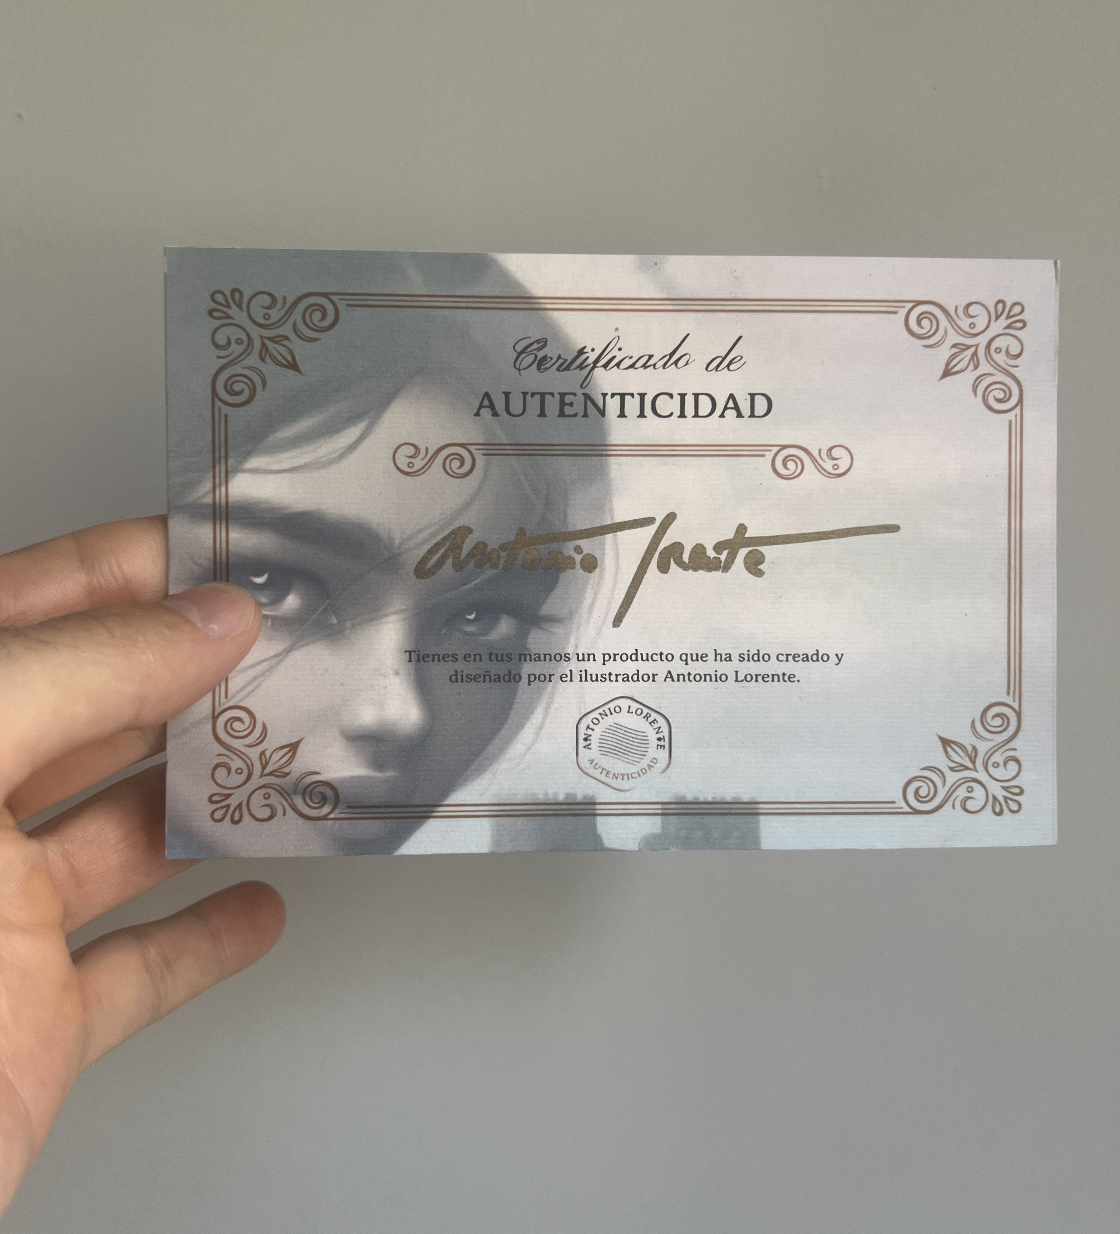 Certificado de
AUTENTICIDAD
Antonio Lorente
Tienes en tus manos un producto que ha sido creado y
diseñado por el ilustrador Antonio Lorente.
ANTONIO LORENTE
AUTENTICIDAD